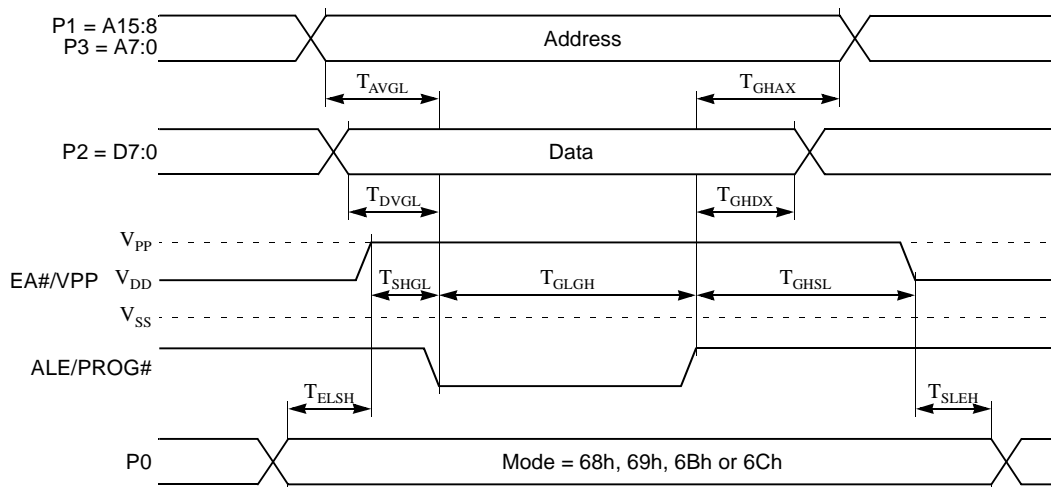 P1 = A15:8
P3 = A7:0
Address
TAVGL
TGHAX
P2 = D7:0
Data
TDVGL
TGHDX
VPP
EA#/VPP
VDD
TSHGL
TGLGH
TGHSL
VSS
ALE/PROG#
TELSH
TSLEH
P0
Mode = 68h, 69h, 6Bh or 6Ch